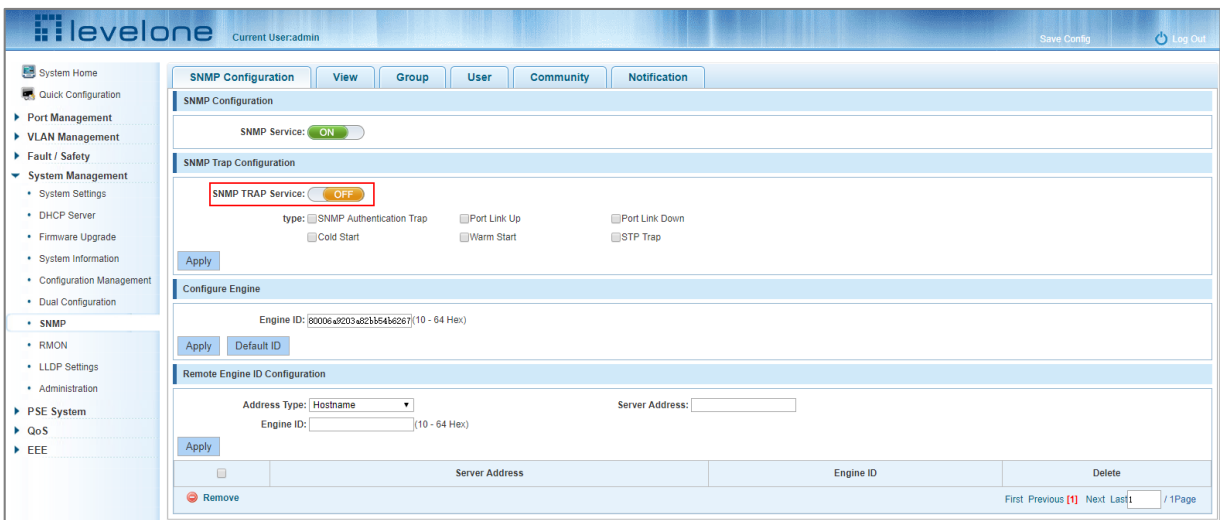 levelone
Current User:admin
Save Config
Log Out
System Home
Quick Configuration
Port Management
VLAN Management
Fault / Safety
System Management
System Settings
DHCP Server
Firmware Upgrade
System Information
Configuration Management
Dual Configuration
SNMP
RMON
LLDP Settings
Administration
PSE System
QoS
EEE
SNMP Configuration View Group User Community Notification
SNMP Configuration
SNMP Service: ON
SNMP Trap Configuration
SNMP TRAP Service: OFF
type: SNMP Authentication Trap Port Link Up Port Link Down
Cold Start Warm Start STP Trap
Apply
Configure Engine
Engine ID: 80006a9203a82bb54b6267 (10 - 64 Hex)
Apply Default ID
Remote Engine ID Configuration
Address Type: Hostname Server Address:
Engine ID: (10 - 64 Hex)
Apply
Server Address Engine ID Delete
Remove First Previous [1] Next Last 1 / 1Page